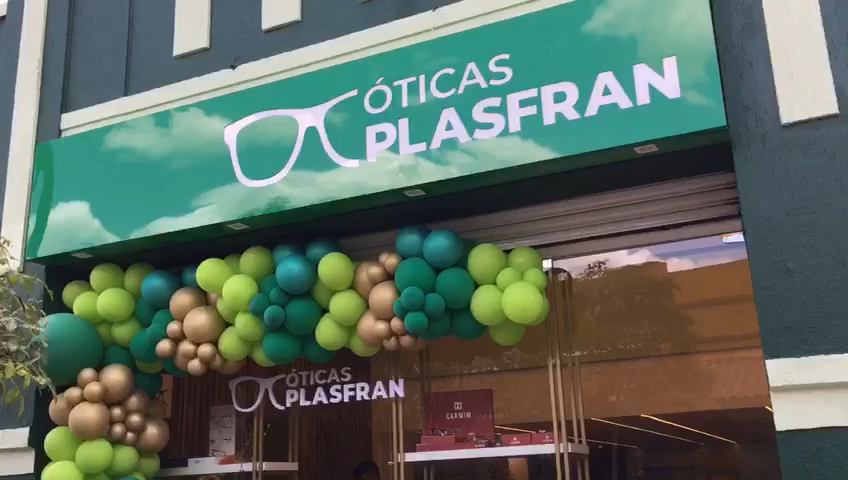 ÓTICAS
PLASFRAN
ÓTICAS
PLASFRAN
CARMIM